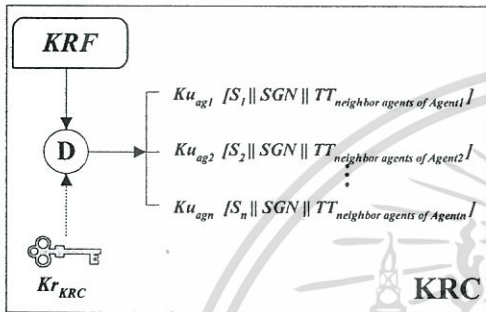 KRF
Ku_ag1 [S_1 || SGN || TT_neighbor agents of Agent1]
D
Ku_ag2 [S_2 || SGN || TT_neighbor agents of Agent2]
Ku_agn [S_n || SGN || TT_neighbor agents of Agentn]
Kr_KRC
KRC